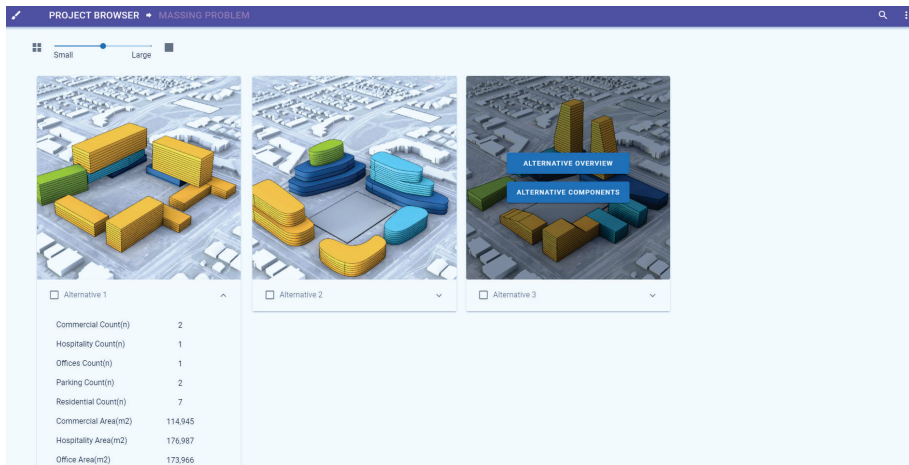 PROJECT BROWSER → MASSING PROBLEM
Small Large
ALTERNATIVE OVERVIEW
ALTERNATIVE COMPONENTS
Alternative 1
Alternative 2
Alternative 3
Commercial Count(n) 2
Hospitality Count(n) 1
Offices Count(n) 1
Parking Count(n) 2
Residential Count(n) 7
Commercial Area(m2) 114,945
Hospitality Area(m2) 176,987
Office Area(m2) 173,966